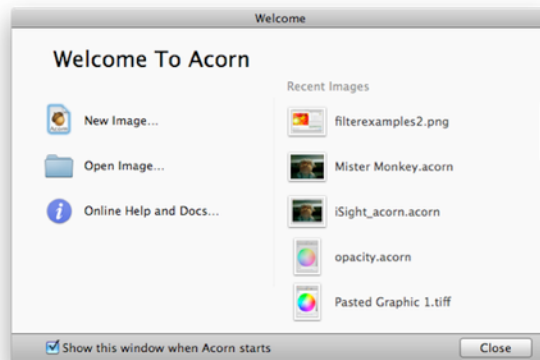 Welcome
Welcome To Acorn
New Image...
Open Image...
Online Help and Docs...
Recent Images
filterexamples2.png
Mister Monkey.acorn
iSight_acorn.acorn
opacity.acorn
Pasted Graphic 1.tiff
Show this window when Acorn starts
Close